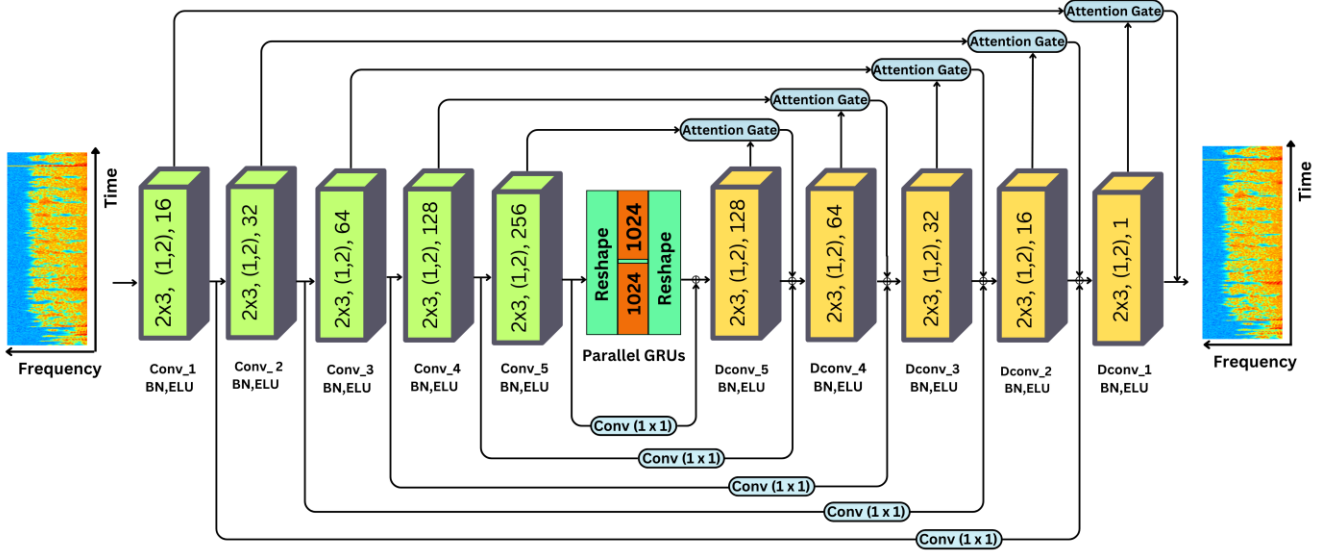 Attention Gate
Attention Gate
Attention Gate
Attention Gate
Attention Gate
Time
Frequency
2x3, (1,2), 16
2x3, (1,2), 32
2x3, (1,2), 64
2x3, (1,2), 128
2x3, (1,2), 256
Reshape
1024
1024
Reshape
2x3, (1,2), 128
2x3, (1,2), 64
2x3, (1,2), 32
2x3, (1,2), 16
2x3, (1,2), 1
Time
Frequency
Conv_1
BN,ELU
Conv_ 2
BN,ELU
Conv_3
BN,ELU
Conv_4
BN,ELU
Conv_5
BN,ELU
Parallel GRUs
Dconv_5
BN,ELU
Dconv_4
BN,ELU
Dconv_3
BN,ELU
Dconv_2
BN,ELU
Dconv_1
BN,ELU
Conv (1 x 1)
Conv (1 x 1)
Conv (1 x 1)
Conv (1 x 1)
Conv (1 x 1)